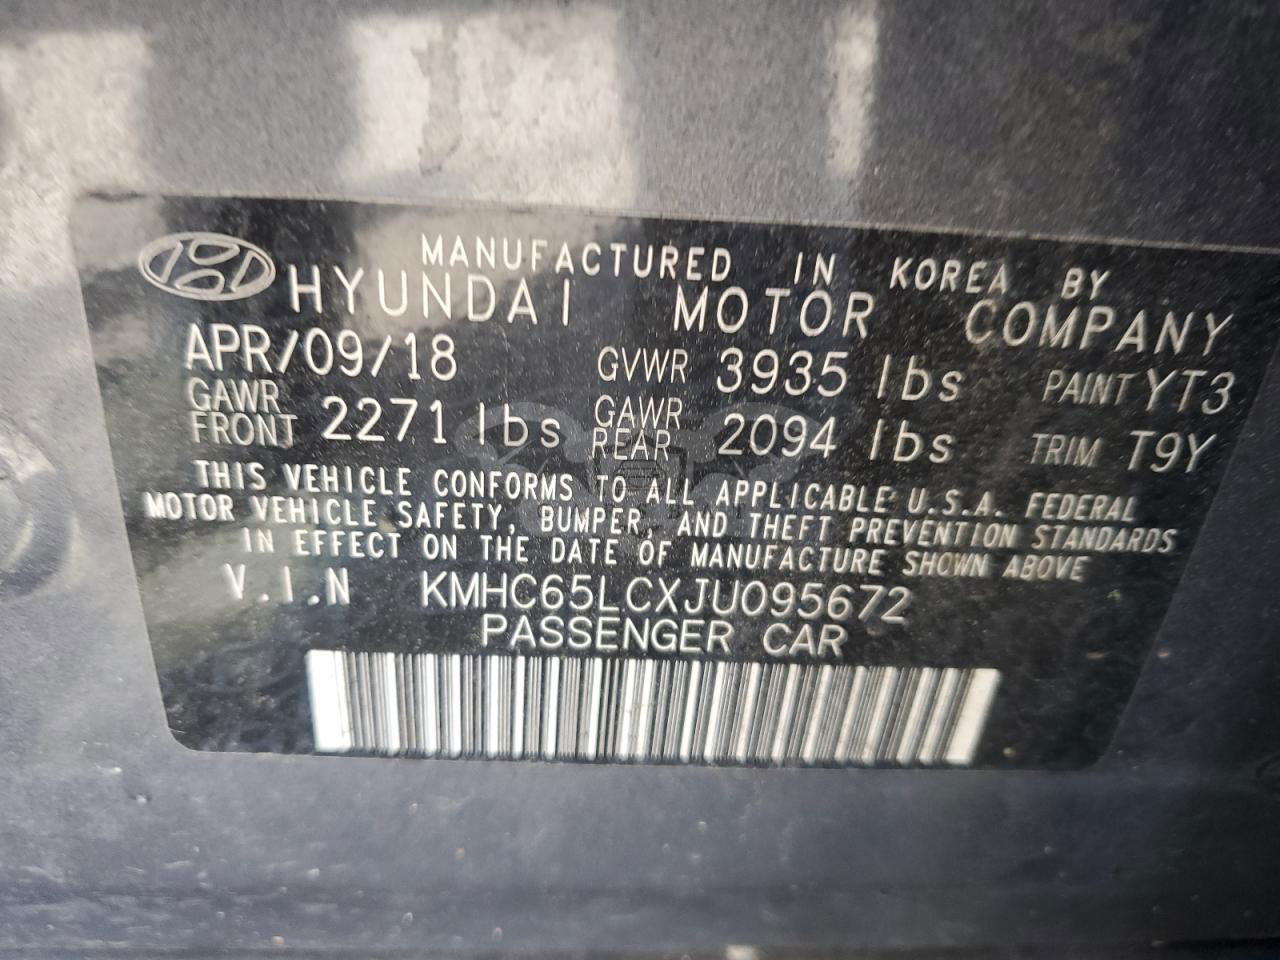 MANUFACTURED IN KOREA BY
HYUNDAI MOTOR COMPANY
APR/09/18 GVWR 3935 lbs PAINT YT3
GAWR FRONT 2271 lbs GAWR REAR 2094 lbs TRIM T9Y
THIS VEHICLE CONFORMS TO ALL APPLICABLE U.S.A. FEDERAL
MOTOR VEHICLE SAFETY, BUMPER, AND THEFT PREVENTION STANDARDS
IN EFFECT ON THE DATE OF MANUFACTURE SHOWN ABOVE
V.I.N KMHC65LCXJU095672
PASSENGER CAR